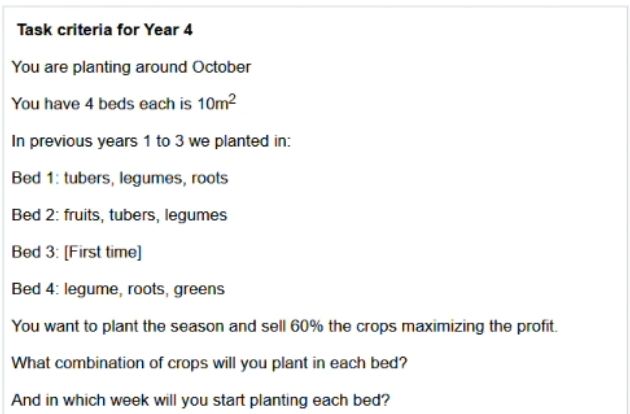 Task criteria for Year 4
You are planting around October
You have 4 beds each is 10m²
In previous years 1 to 3 we planted in:
Bed 1: tubers, legumes, roots
Bed 2: fruits, tubers, legumes
Bed 3: [First time]
Bed 4: legume, roots, greens
You want to plant the season and sell 60% the crops maximizing the profit.
What combination of crops will you plant in each bed?
And in which week will you start planting each bed?